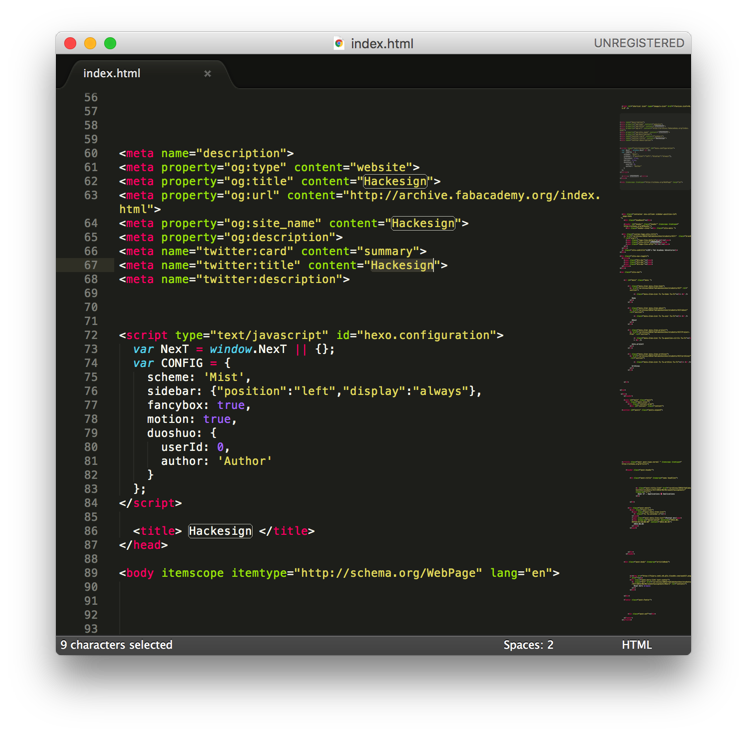 index.html
UNREGISTERED
index.html ×
56
57
58
59
60 <meta name="description">
61 <meta property="og:type" content="website">
62 <meta property="og:title" content="Hackesign">
63 <meta property="og:url" content="http://archive.fabacademy.org/index.
html">
64 <meta property="og:site_name" content="Hackesign">
65 <meta property="og:description">
66 <meta name="twitter:card" content="summary">
67 <meta name="twitter:title" content="Hackesign">
68 <meta name="twitter:description">
69
70
71
72 <script type="text/javascript" id="hexo.configuration">
73 var NexT = window.NexT || {};
74 var CONFIG = {
75 scheme: 'Mist',
76 sidebar: {"position":"left","display":"always"},
77 fancybox: true,
78 motion: true,
79 duoshuo: {
80 userId: 0,
81 author: 'Author'
82 }
83 };
84 </script>
85
86 <title> Hackesign </title>
87 </head>
88
89 <body itemscope itemtype="http://schema.org/WebPage" lang="en">
90
91
92
93
9 characters selected
Spaces: 2
HTML